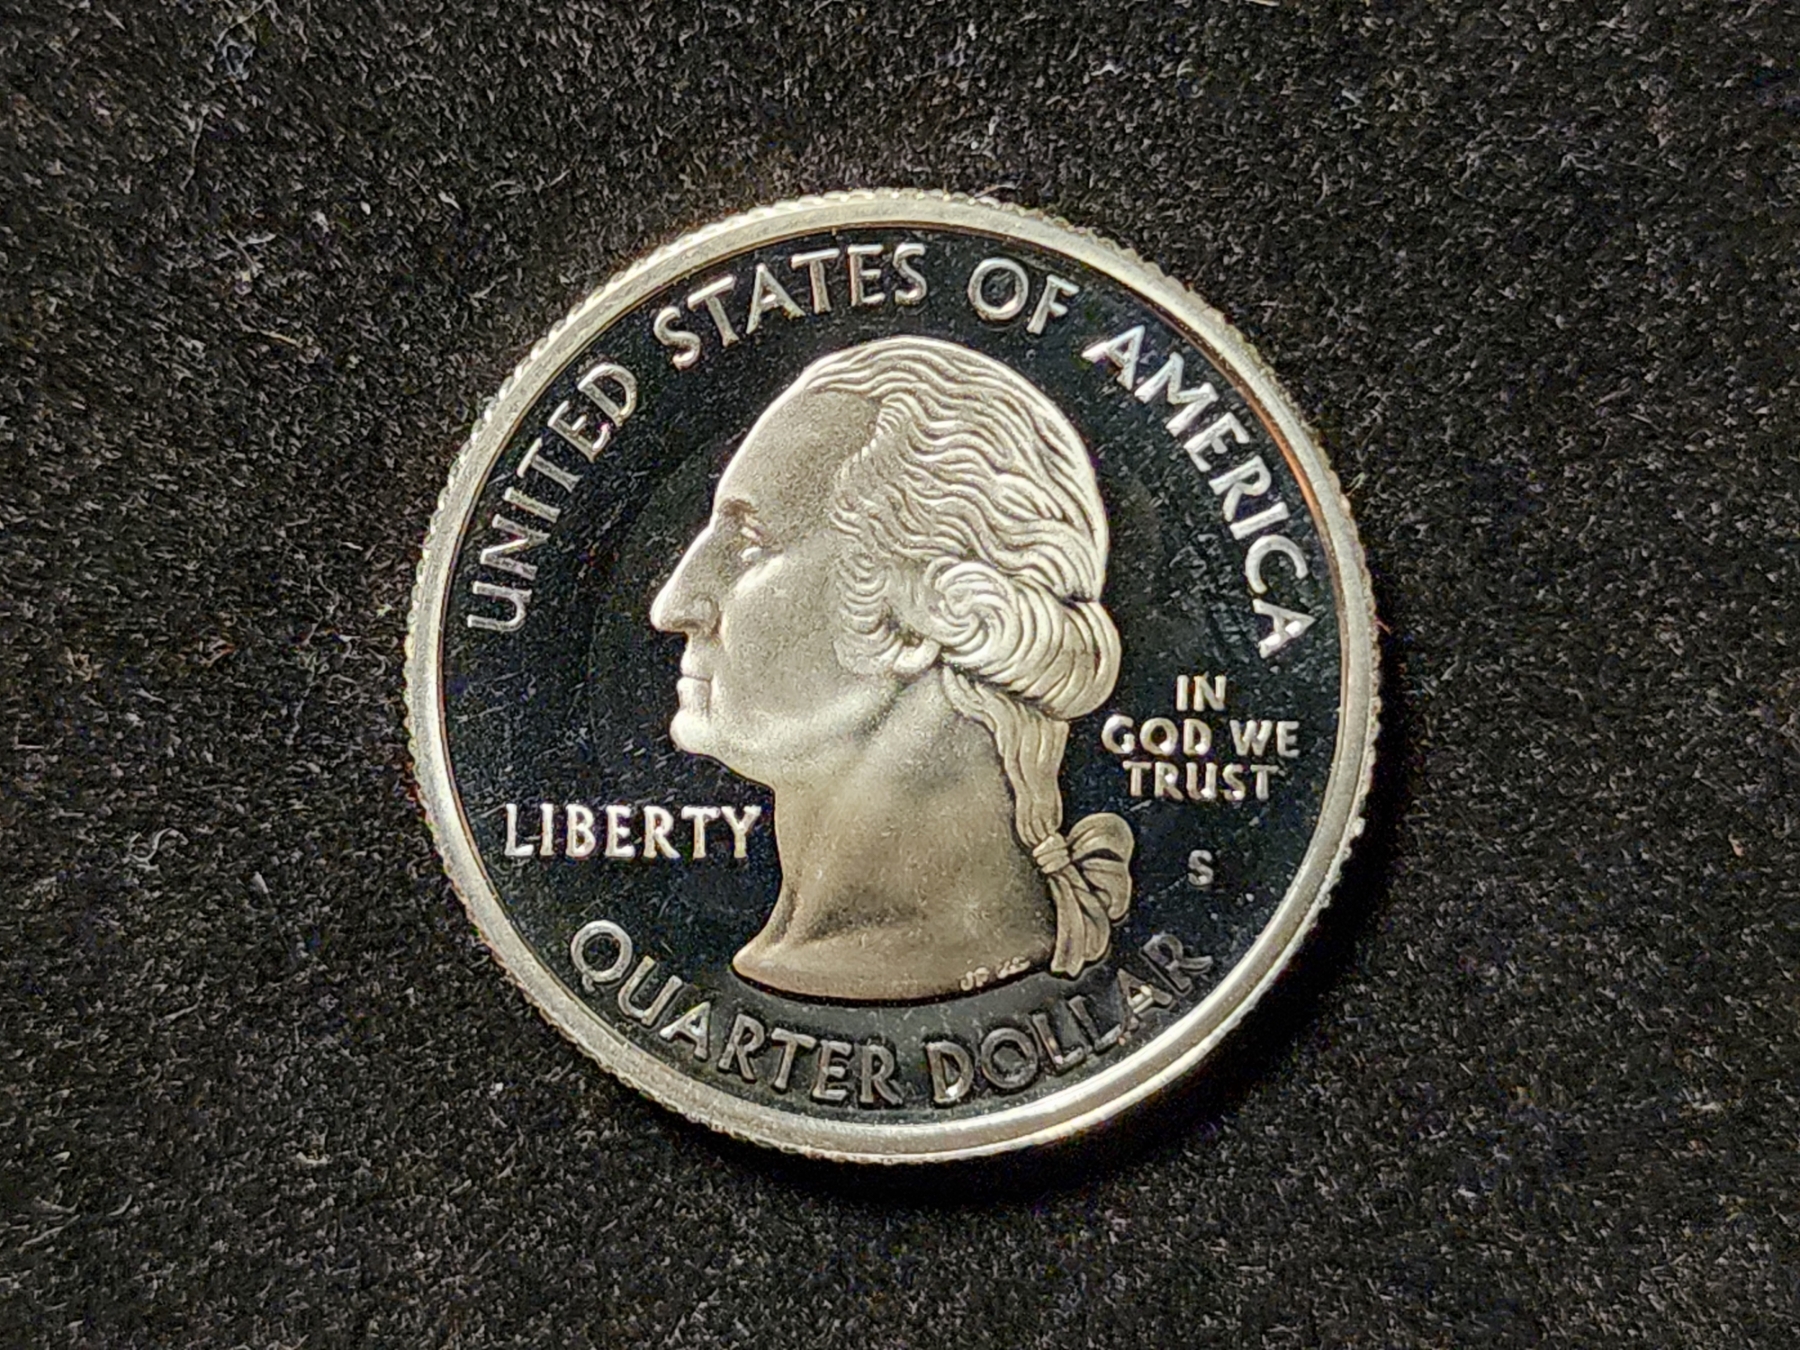 UNITED STATES OF AMERICA
IN
GOD WE
TRUST
LIBERTY
S
QUARTER DOLLAR